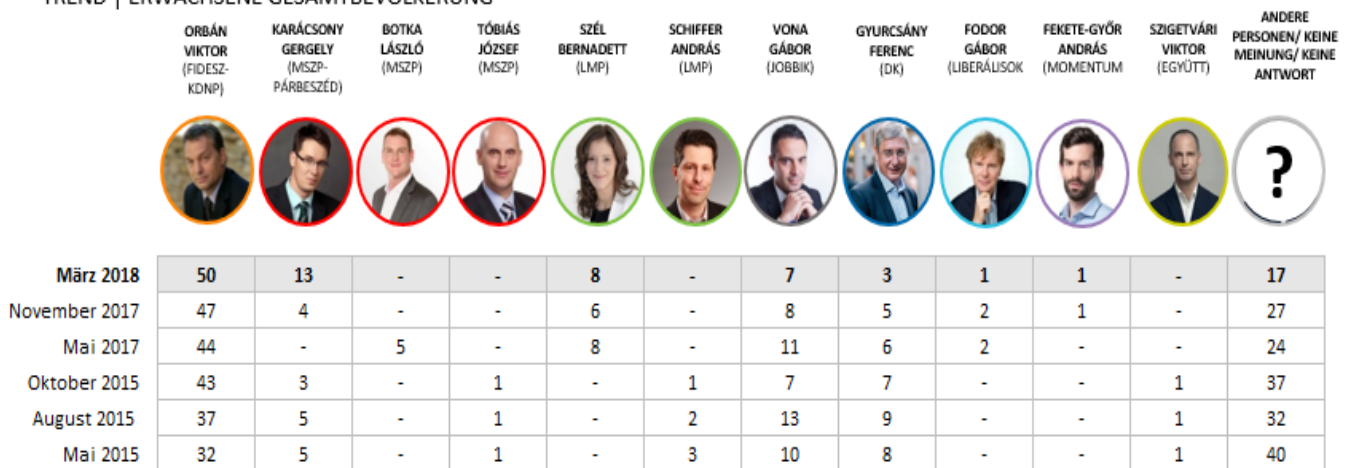 TREND | ERWACHSENE GESAMTBEVÖLKERUNG
ORBÁN VIKTOR (FIDESZ-KDNP)
KARÁCSONY GERGELY (MSZP-PÁRBESZÉD)
BOTKA LÁSZLÓ (MSZP)
TÓBIÁS JÓZSEF (MSZP)
SZÉL BERNADETT (LMP)
SCHIFFER ANDRÁS (LMP)
VONA GÁBOR (JOBBIK)
GYURCSÁNY FERENC (DK)
FODOR GÁBOR (LIBERÁLISOK
FEKETE-GYŐR ANDRÁS (MOMENTUM
SZIGETVÁRI VIKTOR (EGYÜTT)
ANDERE PERSONEN/ KEINE MEINUNG/ KEINE ANTWORT
?
März 2018 50 13 - - 8 - 7 3 1 1 - 17
November 2017 47 4 - - 6 - 8 5 2 1 - 27
Mai 2017 44 - 5 - 8 - 11 6 2 - - 24
Oktober 2015 43 3 - 1 - 1 7 7 - - 1 37
August 2015 37 5 - 1 - 2 13 9 - - 1 32
Mai 2015 32 5 - 1 - 3 10 8 - - 1 40